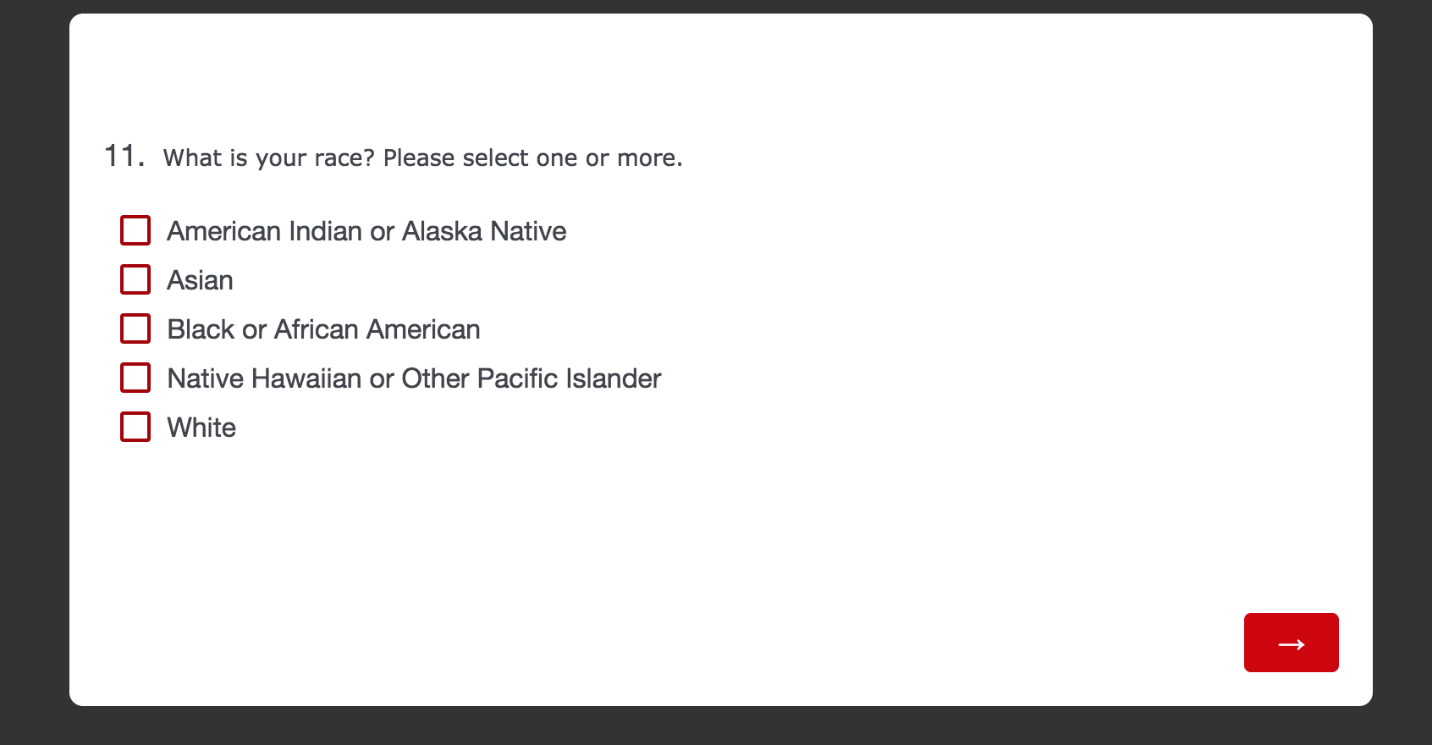 11. What is your race? Please select one or more.
American Indian or Alaska Native
Asian
Black or African American
Native Hawaiian or Other Pacific Islander
White
→